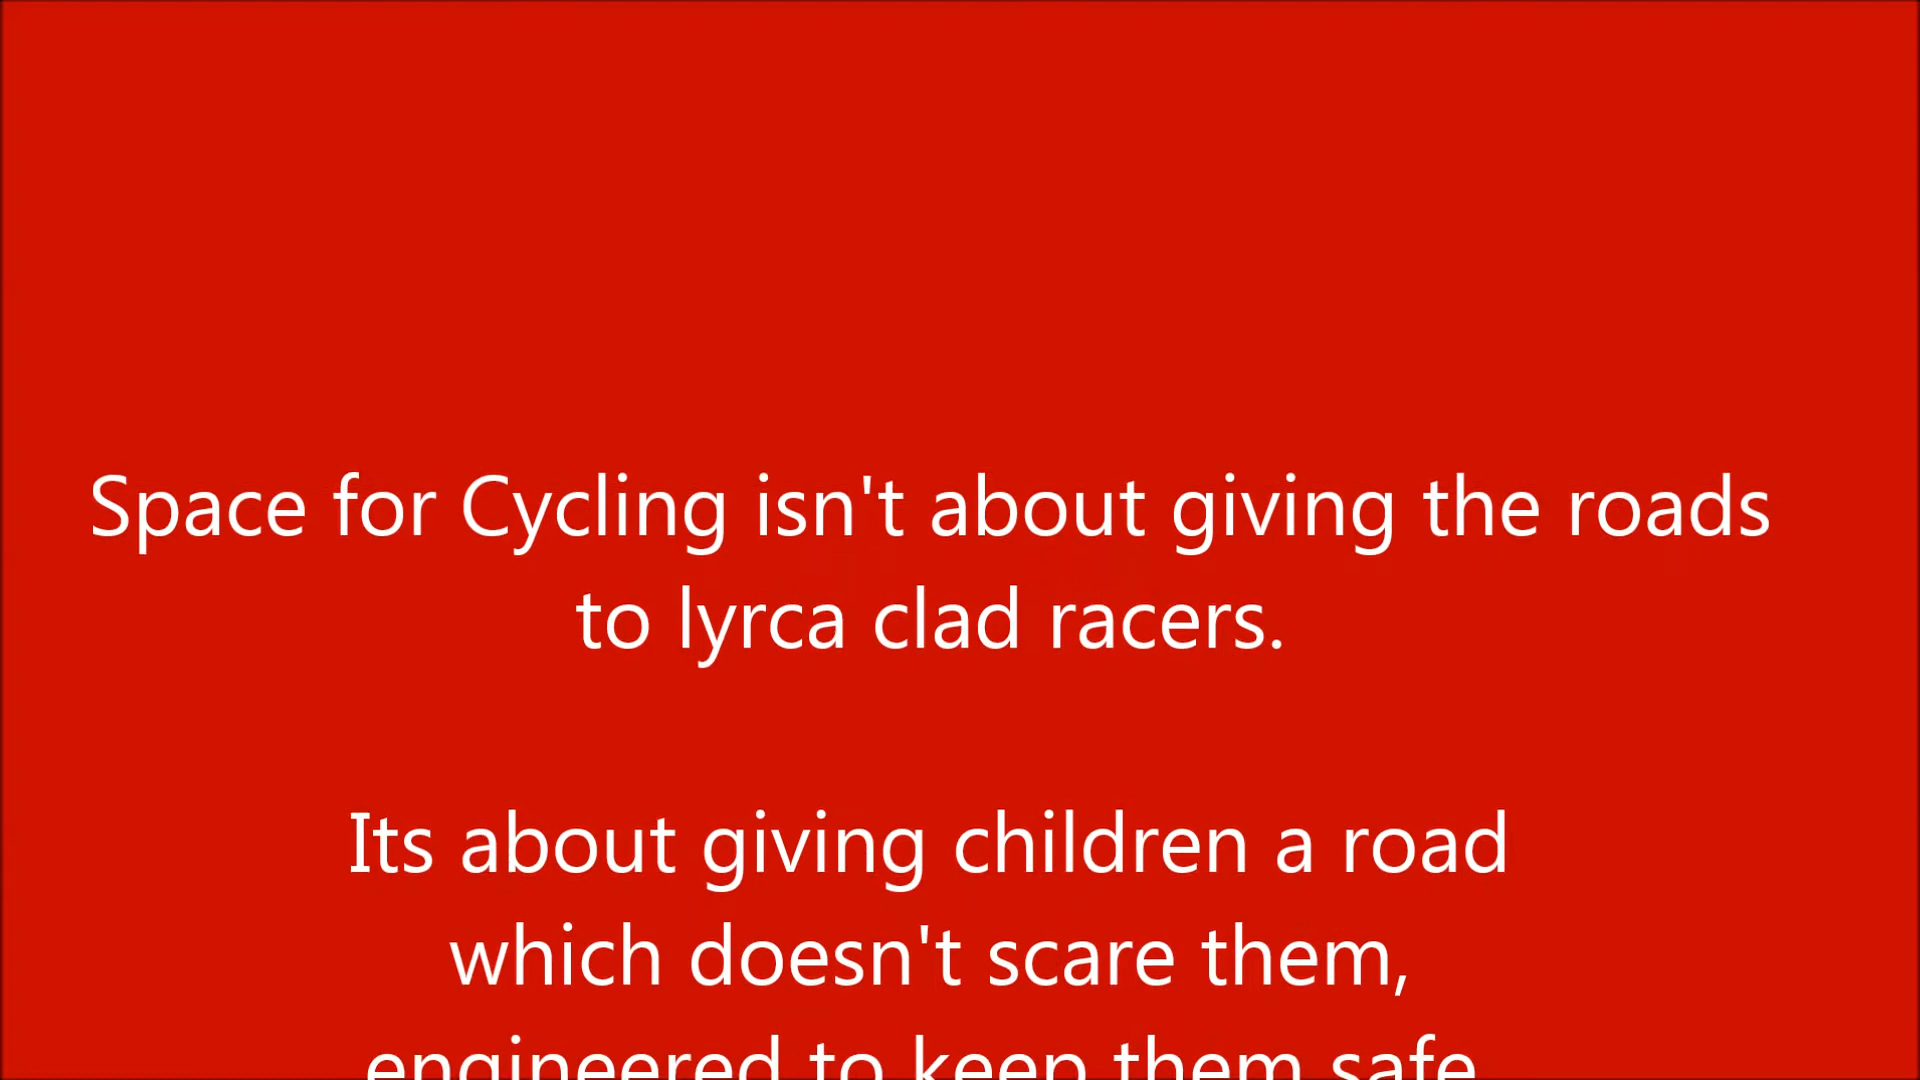 Space for Cycling isn't about giving the roads
to lyrca clad racers.
Its about giving children a road
which doesn't scare them,
engineered to keep them safe